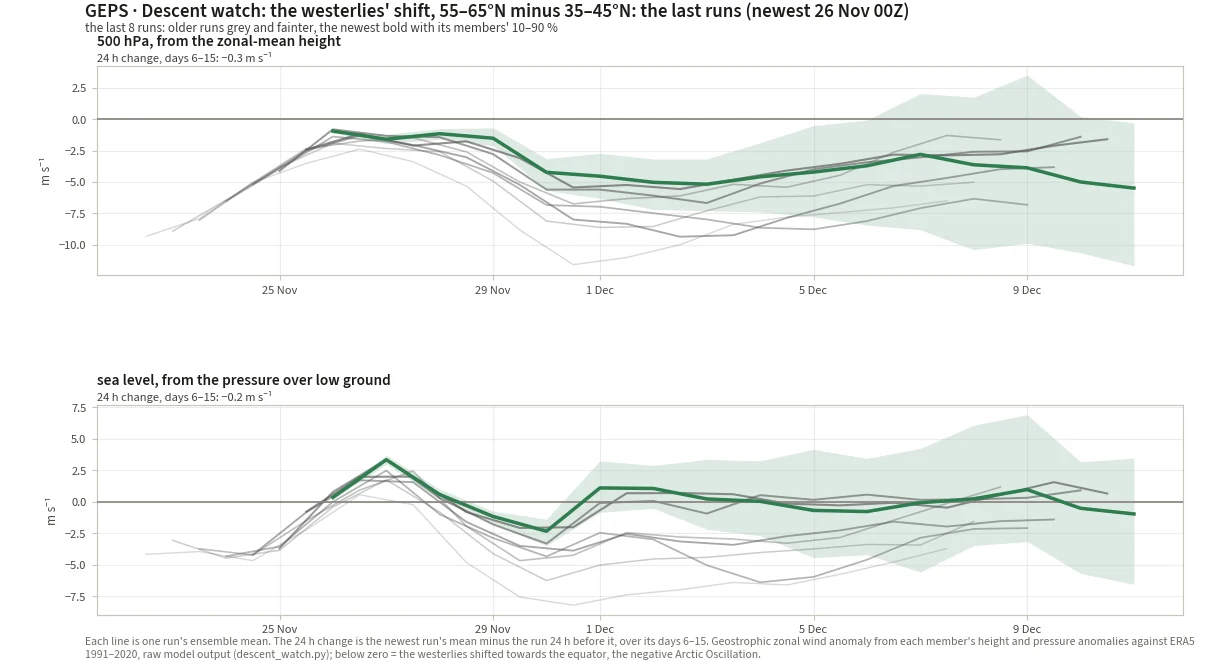 GEPS · Descent watch: the westerlies' shift, 55–65°N minus 35–45°N: the last runs (newest 26 Nov 00Z)
the last 8 runs: older runs grey and fainter, the newest bold with its members' 10–90 %
500 hPa, from the zonal-mean height
24 h change, days 6–15: −0.3 m s⁻¹
2.5
0.0
−2.5
−5.0
−7.5
−10.0
m s⁻¹
25 Nov 29 Nov 1 Dec 5 Dec 9 Dec
sea level, from the pressure over low ground
24 h change, days 6–15: −0.2 m s⁻¹
7.5
5.0
2.5
0.0
−2.5
−5.0
−7.5
m s⁻¹
25 Nov 29 Nov 1 Dec 5 Dec 9 Dec
Each line is one run's ensemble mean. The 24 h change is the newest run's mean minus the run 24 h before it, over its days 6–15. Geostrophic zonal wind anomaly from each member's height and pressure anomalies against ERA5
1991–2020, raw model output (descent_watch.py); below zero = the westerlies shifted towards the equator, the negative Arctic Oscillation.